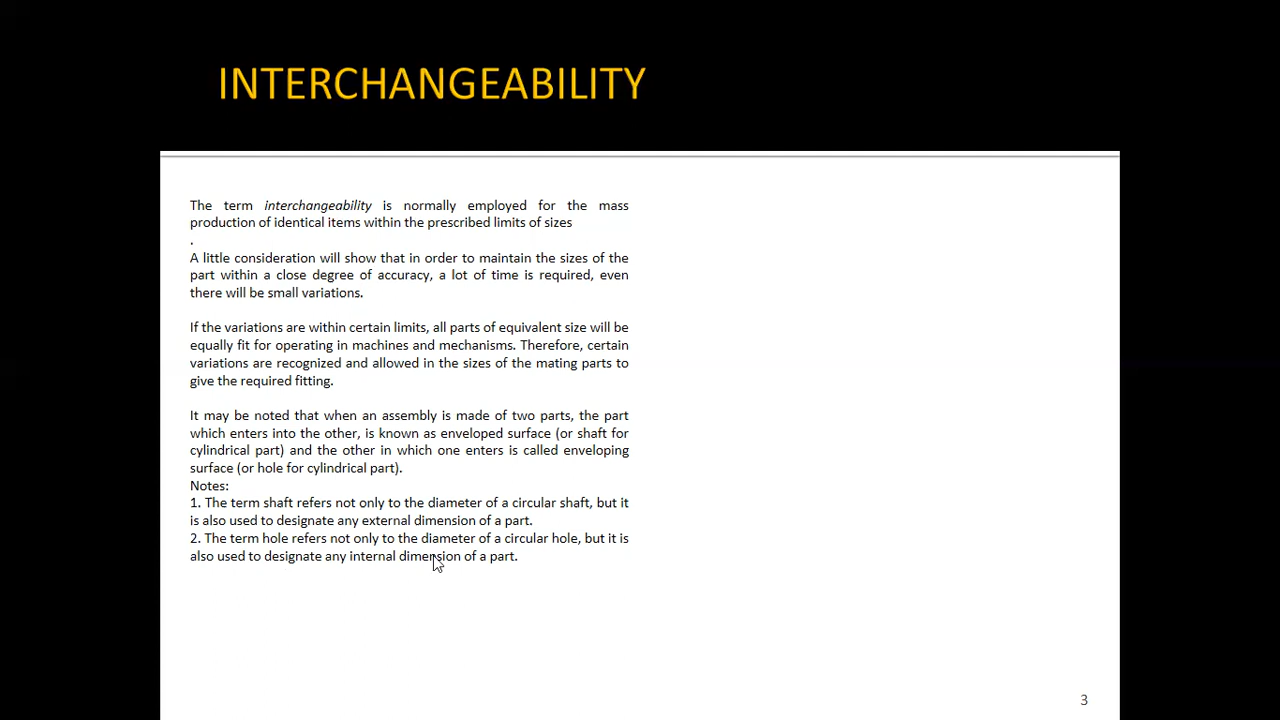 INTERCHANGEABILITY
The term interchangeability is normally employed for the mass
production of identical items within the prescribed limits of sizes
.
A little consideration will show that in order to maintain the sizes of the
part within a close degree of accuracy, a lot of time is required, even
there will be small variations.
If the variations are within certain limits, all parts of equivalent size will be
equally fit for operating in machines and mechanisms. Therefore, certain
variations are recognized and allowed in the sizes of the mating parts to
give the required fitting.
It may be noted that when an assembly is made of two parts, the part
which enters into the other, is known as enveloped surface (or shaft for
cylindrical part) and the other in which one enters is called enveloping
surface (or hole for cylindrical part).
Notes:
1. The term shaft refers not only to the diameter of a circular shaft, but it
is also used to designate any external dimension of a part.
2. The term hole refers not only to the diameter of a circular hole, but it is
also used to designate any internal dimension of a part.
3